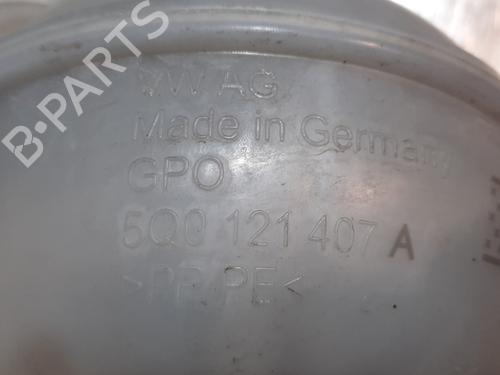 B-PARTS
VW AG
Made in Germany
GPO
5Q0 121 407 A
>PP/PE<